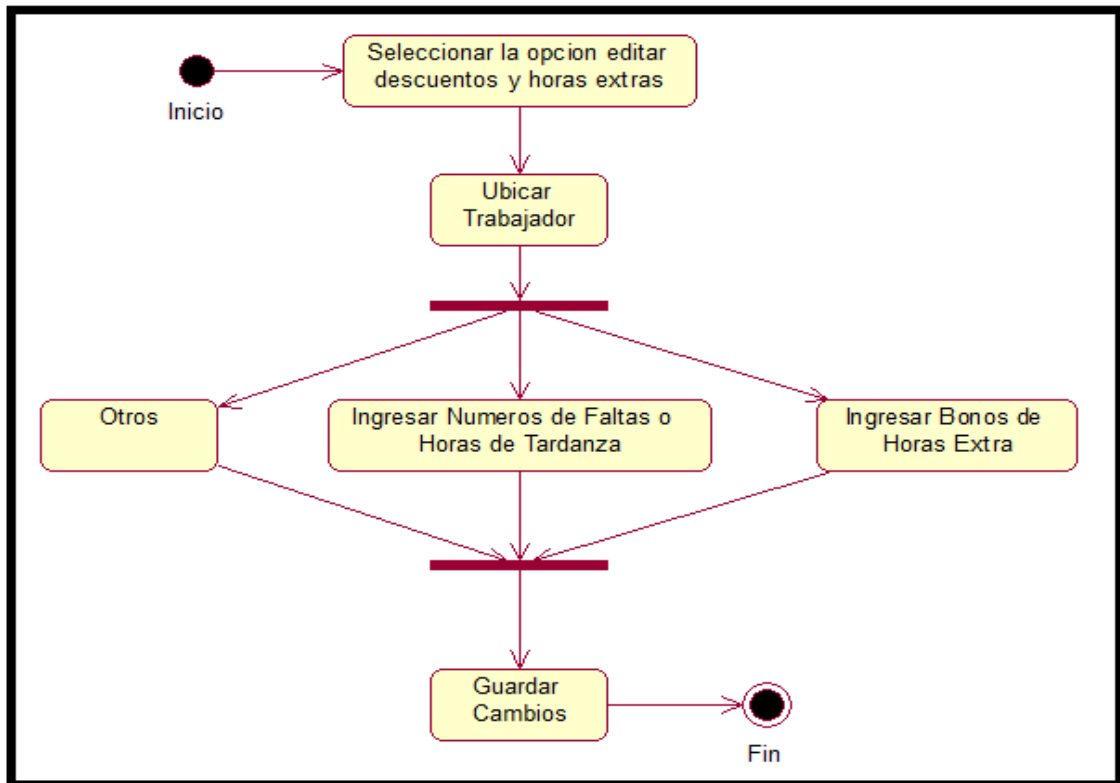 Seleccionar la opcion editar
descuentos y horas extras
Inicio
Ubicar
Trabajador
Otros
Ingresar Numeros de Faltas o
Horas de Tardanza
Ingresar Bonos de
Horas Extra
Guardar
Cambios
Fin